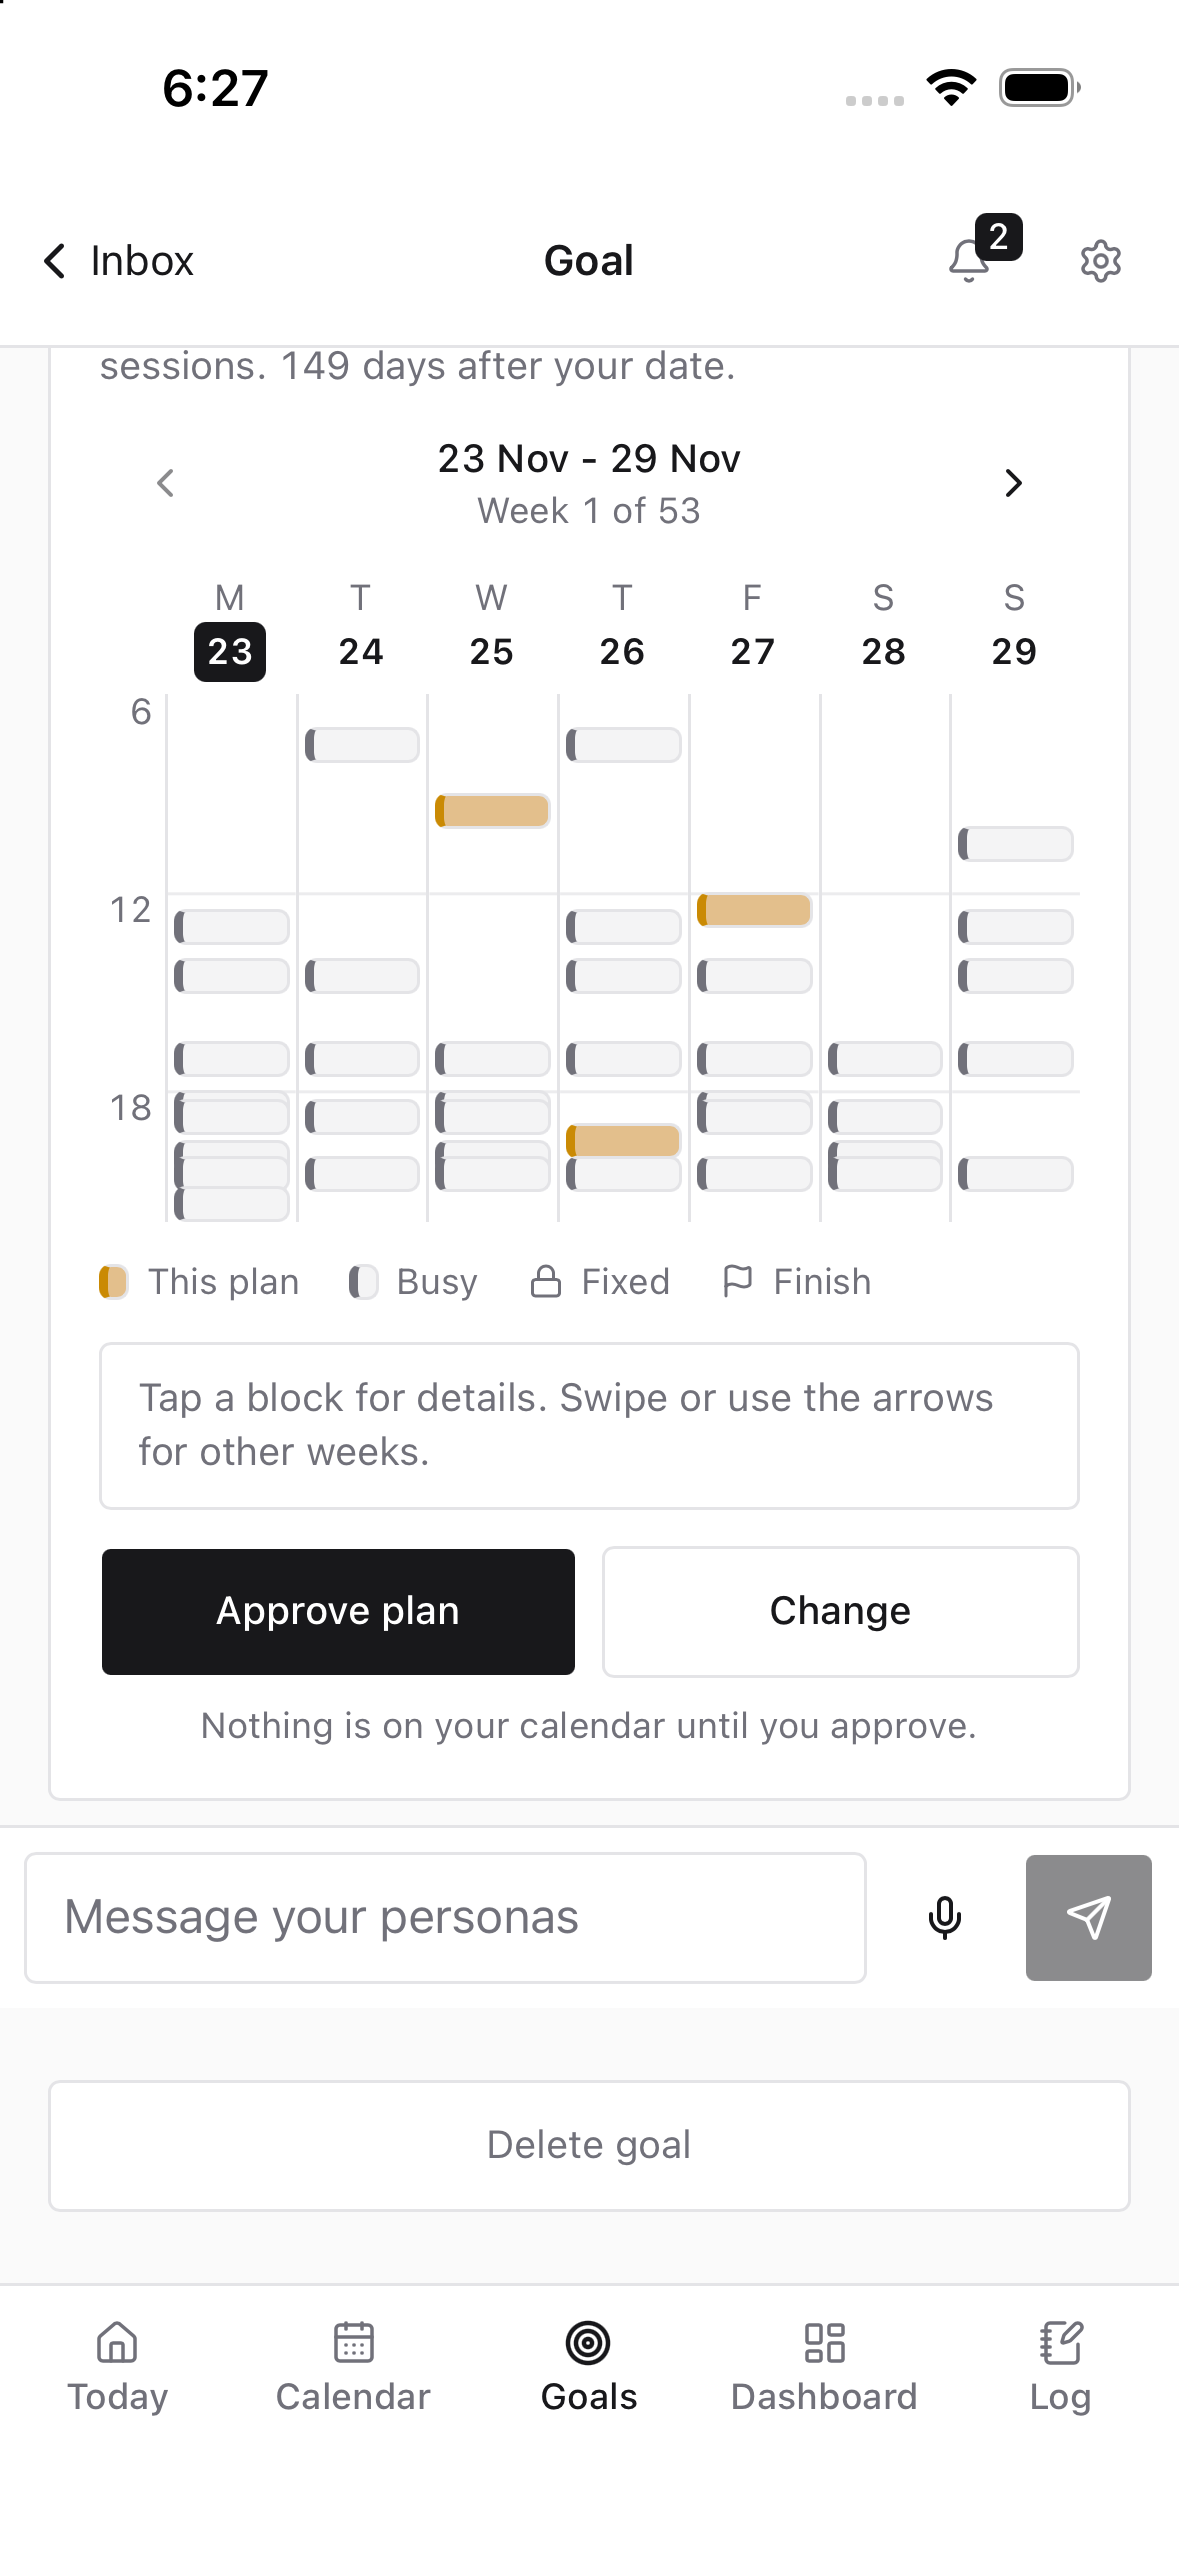 6:27
Inbox
Goal
2
sessions. 149 days after your date.
23 Nov - 29 Nov
Week 1 of 53
M T W T F S S
23 24 25 26 27 28 29
6
12
18
This plan Busy Fixed Finish
Tap a block for details. Swipe or use the arrows
for other weeks.
Approve plan
Change
Nothing is on your calendar until you approve.
Message your personas
Delete goal
Today Calendar Goals Dashboard Log